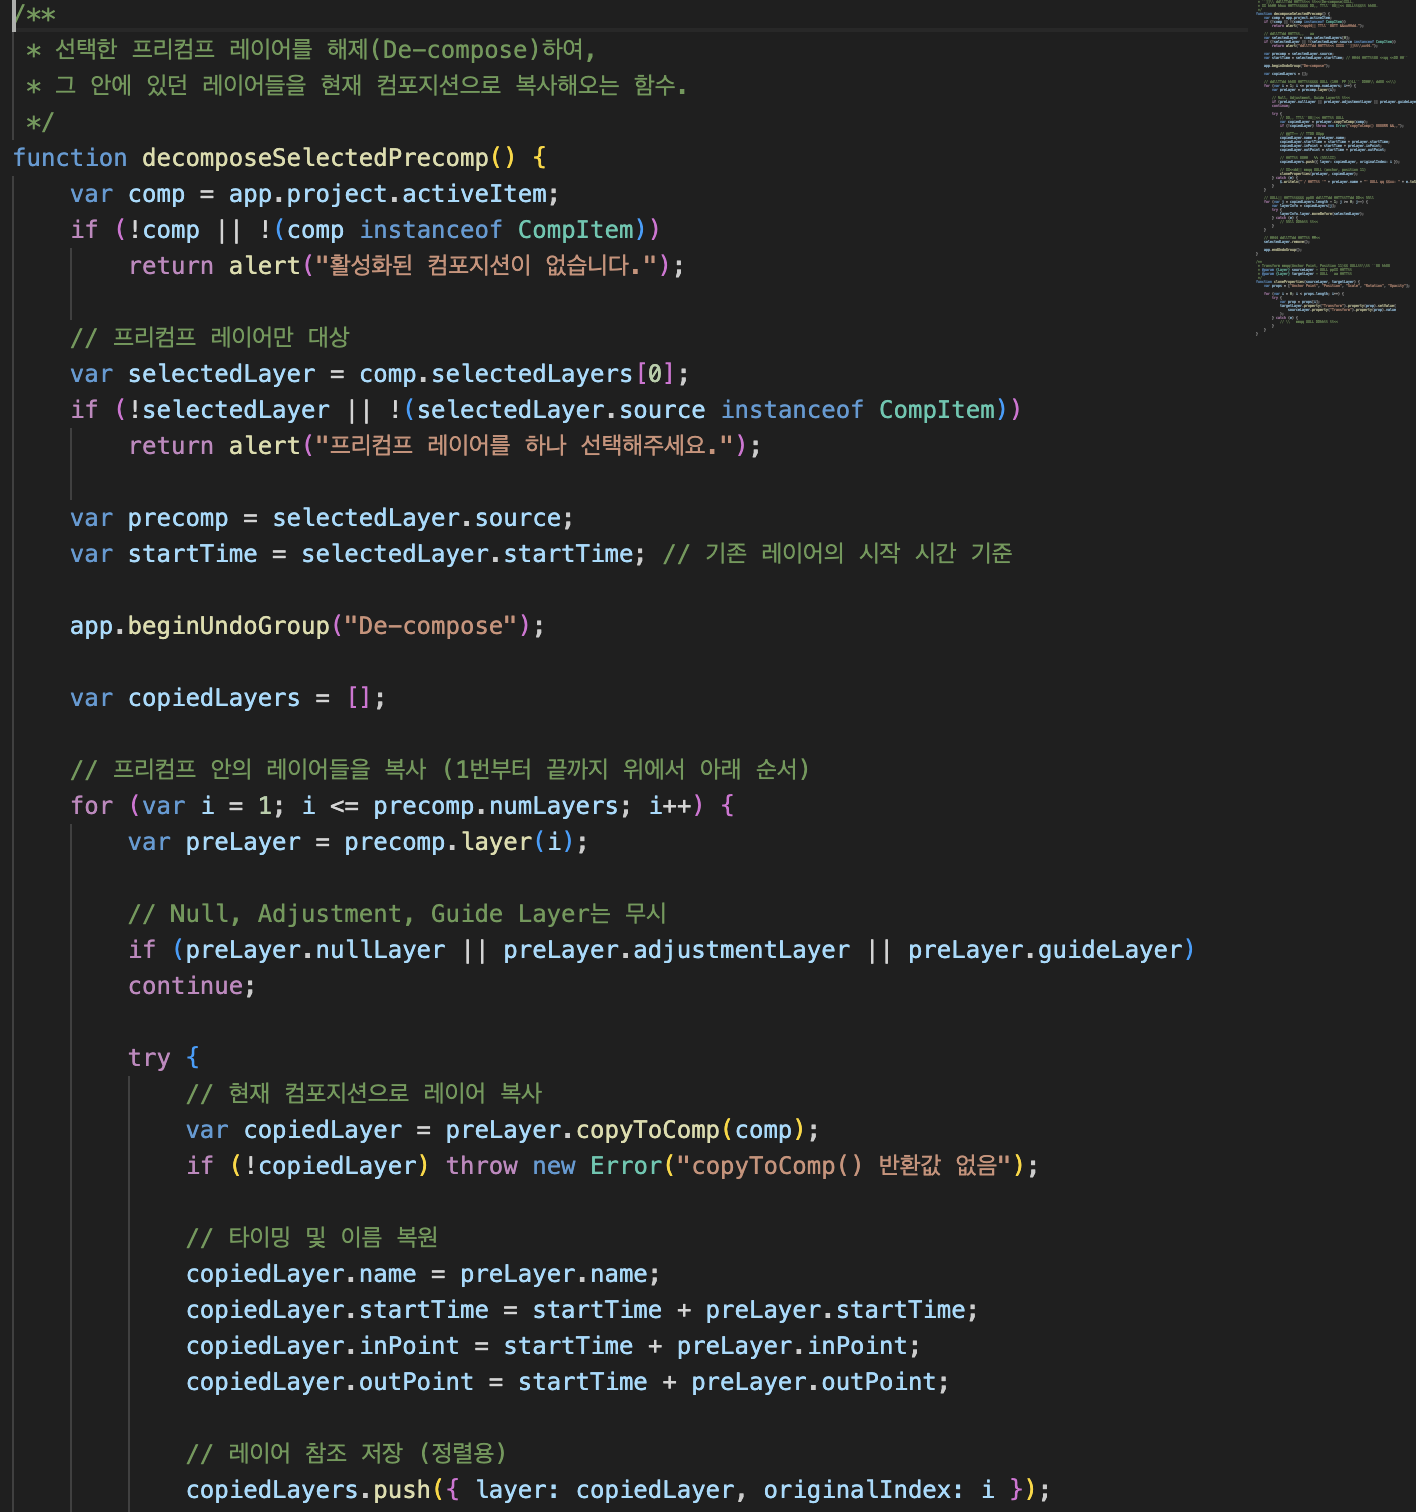 /**
 * 선택한 프리컴프 레이어를 해제(De-compose)하여,
 * 그 안에 있던 레이어들을 현재 컴포지션으로 복사해오는 함수.
 */
function decomposeSelectedPrecomp() {
    var comp = app.project.activeItem;
    if (!comp || !(comp instanceof CompItem))
        return alert("활성화된 컴포지션이 없습니다.");

    // 프리컴프 레이어만 대상
    var selectedLayer = comp.selectedLayers[0];
    if (!selectedLayer || !(selectedLayer.source instanceof CompItem))
        return alert("프리컴프 레이어를 하나 선택해주세요.");

    var precomp = selectedLayer.source;
    var startTime = selectedLayer.startTime; // 기존 레이어의 시작 시간 기준

    app.beginUndoGroup("De-compose");

    var copiedLayers = [];

    // 프리컴프 안의 레이어들을 복사 (1번부터 끝까지 위에서 아래 순서)
    for (var i = 1; i <= precomp.numLayers; i++) {
        var preLayer = precomp.layer(i);

        // Null, Adjustment, Guide Layer는 무시
        if (preLayer.nullLayer || preLayer.adjustmentLayer || preLayer.guideLayer)
        continue;

        try {
            // 현재 컴포지션으로 레이어 복사
            var copiedLayer = preLayer.copyToComp(comp);
            if (!copiedLayer) throw new Error("copyToComp() 반환값 없음");

            // 타이밍 및 이름 복원
            copiedLayer.name = preLayer.name;
            copiedLayer.startTime = startTime + preLayer.startTime;
            copiedLayer.inPoint = startTime + preLayer.inPoint;
            copiedLayer.outPoint = startTime + preLayer.outPoint;

            // 레이어 참조 저장 (정렬용)
            copiedLayers.push({ layer: copiedLayer, originalIndex: i });